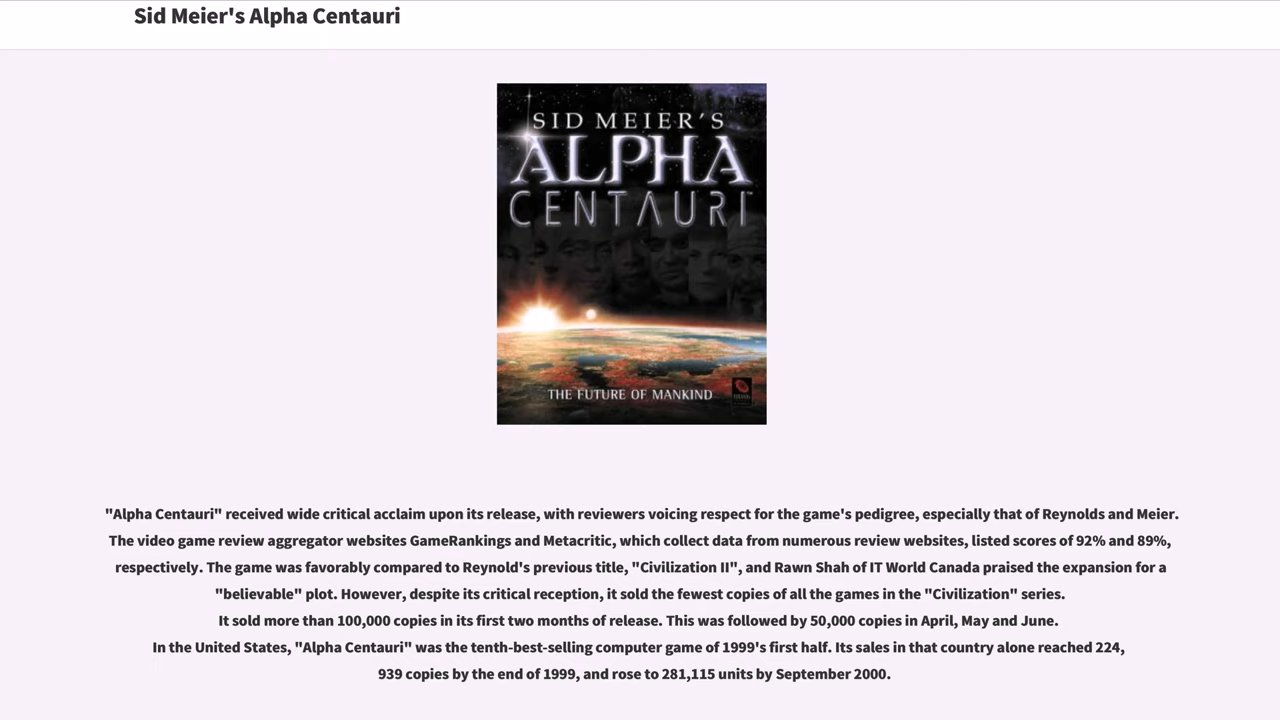 Sid Meier's Alpha Centauri
SID MEIER'S
ALPHA
CENTAURI
THE FUTURE OF MANKIND
"Alpha Centauri" received wide critical acclaim upon its release, with reviewers voicing respect for the game's pedigree, especially that of Reynolds and Meier.
The video game review aggregator websites GameRankings and Metacritic, which collect data from numerous review websites, listed scores of 92% and 89%,
respectively. The game was favorably compared to Reynold's previous title, "Civilization II", and Rawn Shah of IT World Canada praised the expansion for a
"believable" plot. However, despite its critical reception, it sold the fewest copies of all the games in the "Civilization" series.
It sold more than 100,000 copies in its first two months of release. This was followed by 50,000 copies in April, May and June.
In the United States, "Alpha Centauri" was the tenth-best-selling computer game of 1999's first half. Its sales in that country alone reached 224,
939 copies by the end of 1999, and rose to 281,115 units by September 2000.